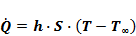 Q̇ = h · S · (T − T∞)